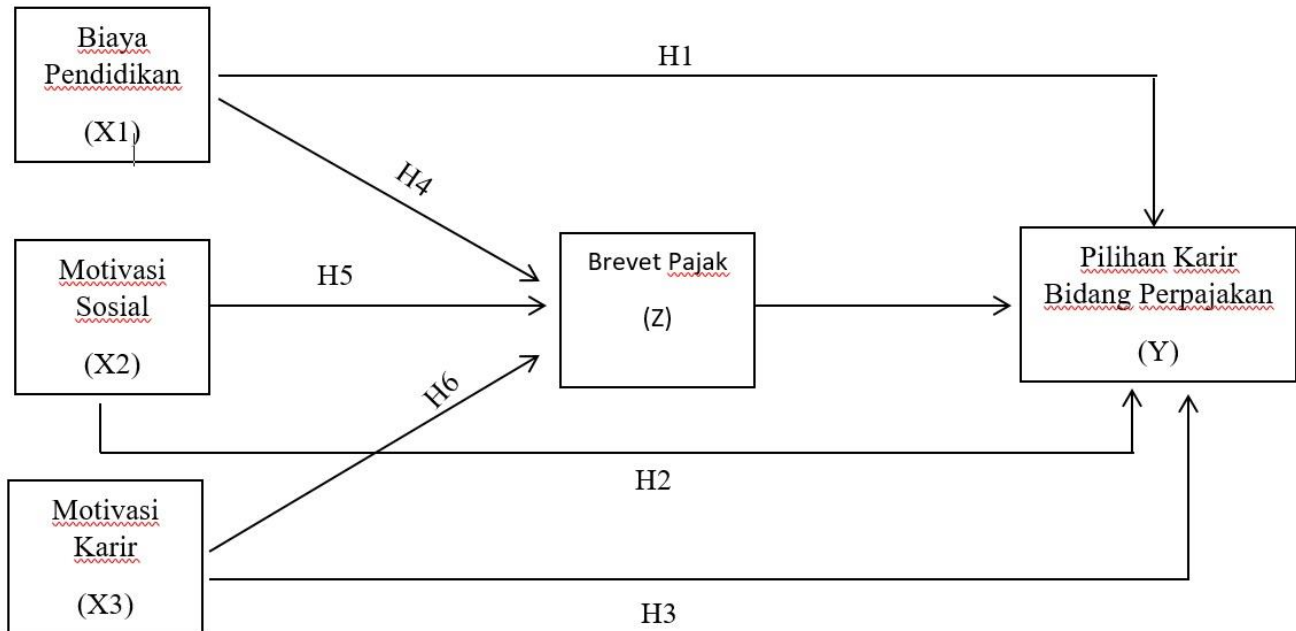 Biaya
Pendidikan
(X1)
H1
H4
Motivasi
Sosial
(X2)
H5
Brevet Pajak
(Z)
Pilihan Karir
Bidang Perpajakan
(Y)
H6
H2
Motivasi
Karir
(X3)
H3